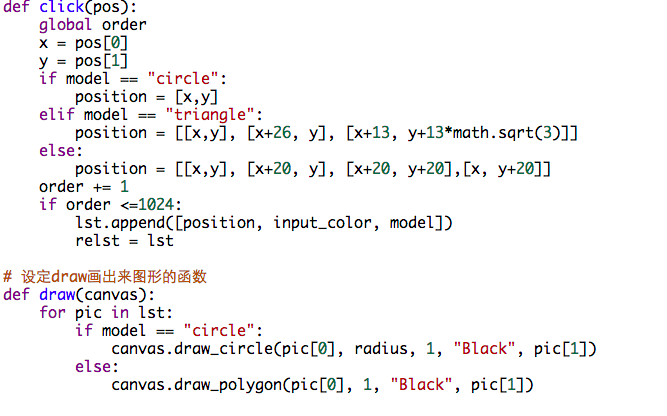 def click(pos):
    global order
    x = pos[0]
    y = pos[1]
    if model == "circle":
        position = [x,y]
    elif model == "triangle":
        position = [[x,y], [x+26, y], [x+13, y+13*math.sqrt(3)]]
    else:
        position = [[x,y], [x+20, y], [x+20, y+20],[x, y+20]]
    order += 1
    if order <=1024:
        lst.append([position, input_color, model])
        relst = lst

# 设定draw画出来图形的函数
def draw(canvas):
    for pic in lst:
        if model == "circle":
            canvas.draw_circle(pic[0], radius, 1, "Black", pic[1])
        else:
            canvas.draw_polygon(pic[0], 1, "Black", pic[1])